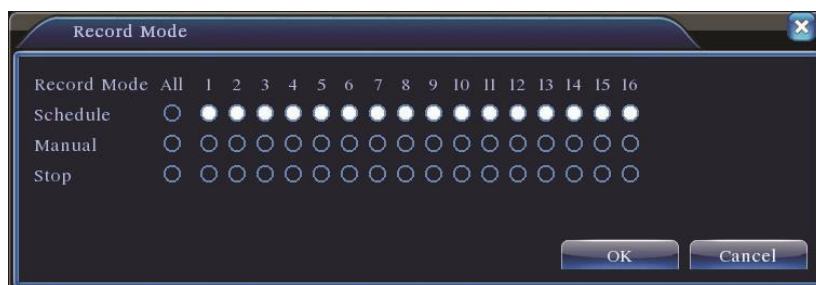 Record Mode
Record Mode All 1 2 3 4 5 6 7 8 9 10 11 12 13 14 15 16
Schedule
Manual
Stop
OK Cancel